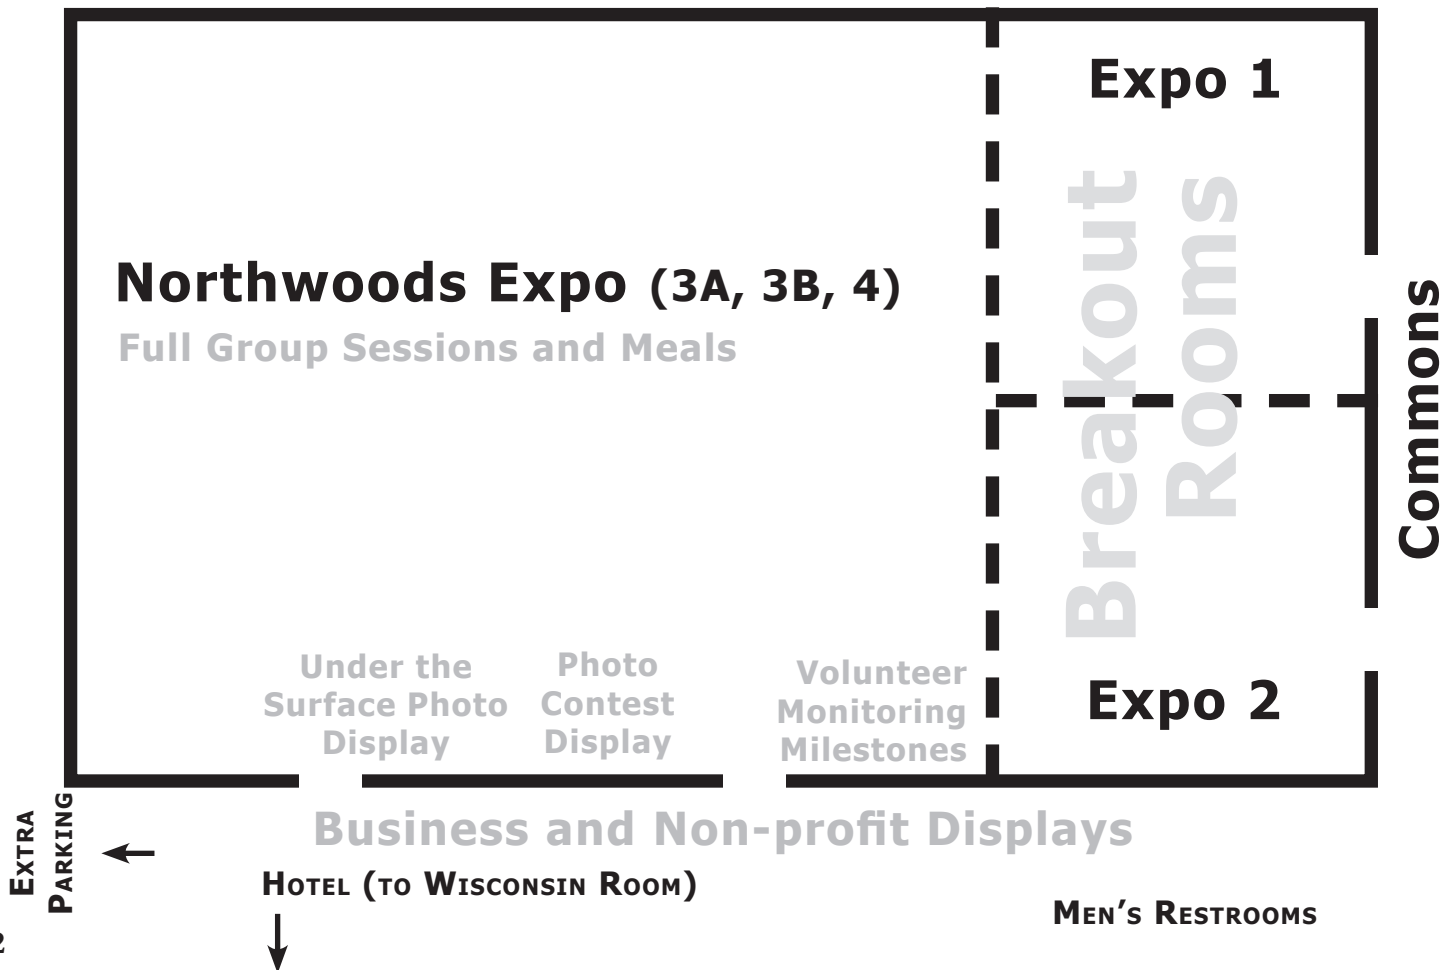 Expo 1
Northwoods Expo (3A, 3B, 4)
Full Group Sessions and Meals
Breakout
Rooms
Commons
Under the
Surface Photo
Display
Photo
Contest
Display
Volunteer
Monitoring
Milestones
Expo 2
Business and Non-profit Displays
Extra
Parking
Hotel (to Wisconsin Room)
Men's Restrooms
2